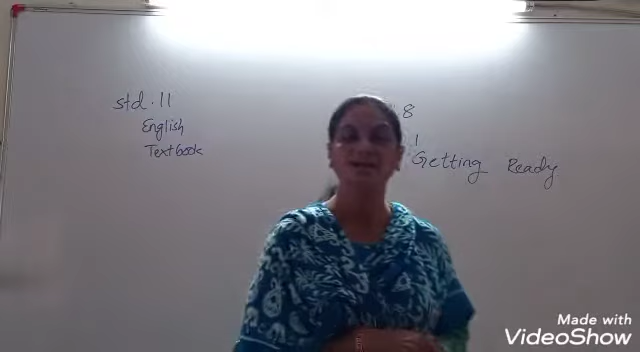 std. 11
English
Textbook
8
1
Getting Ready
Made with
VideoShow